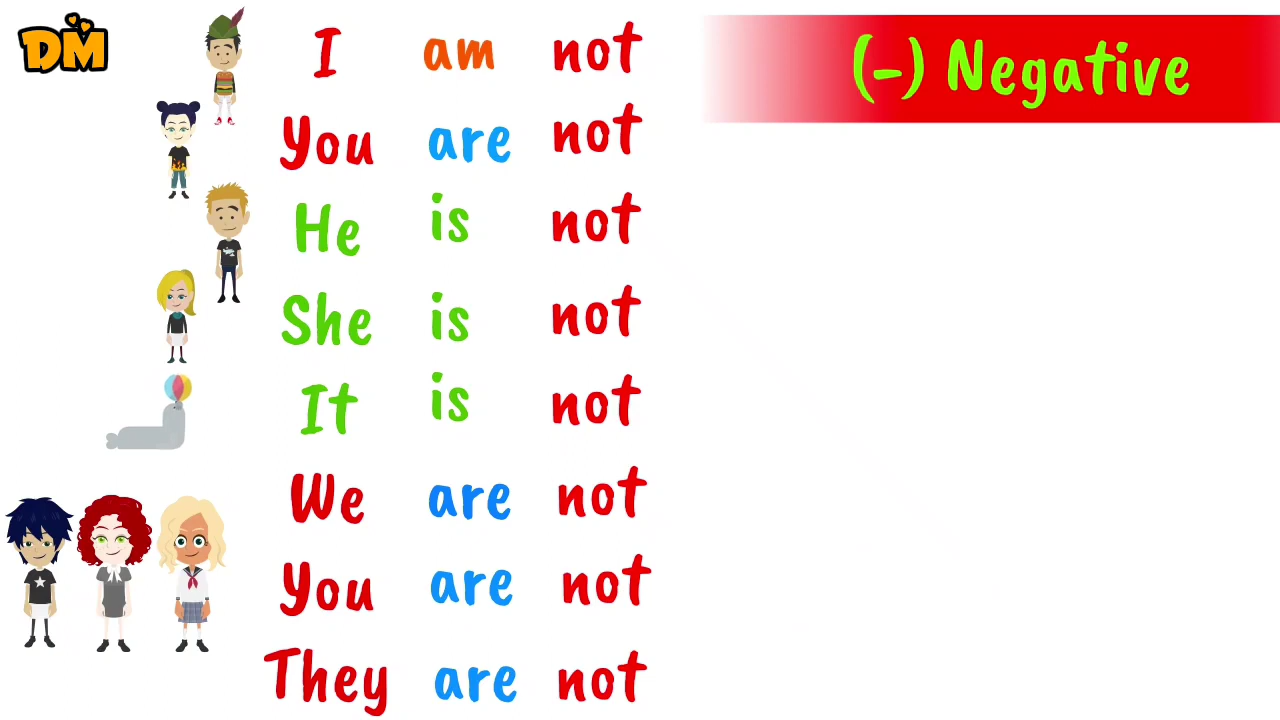 DM
I am not
(-) Negative
You are not
He is not
She is not
It is not
We are not
You are not
They are not